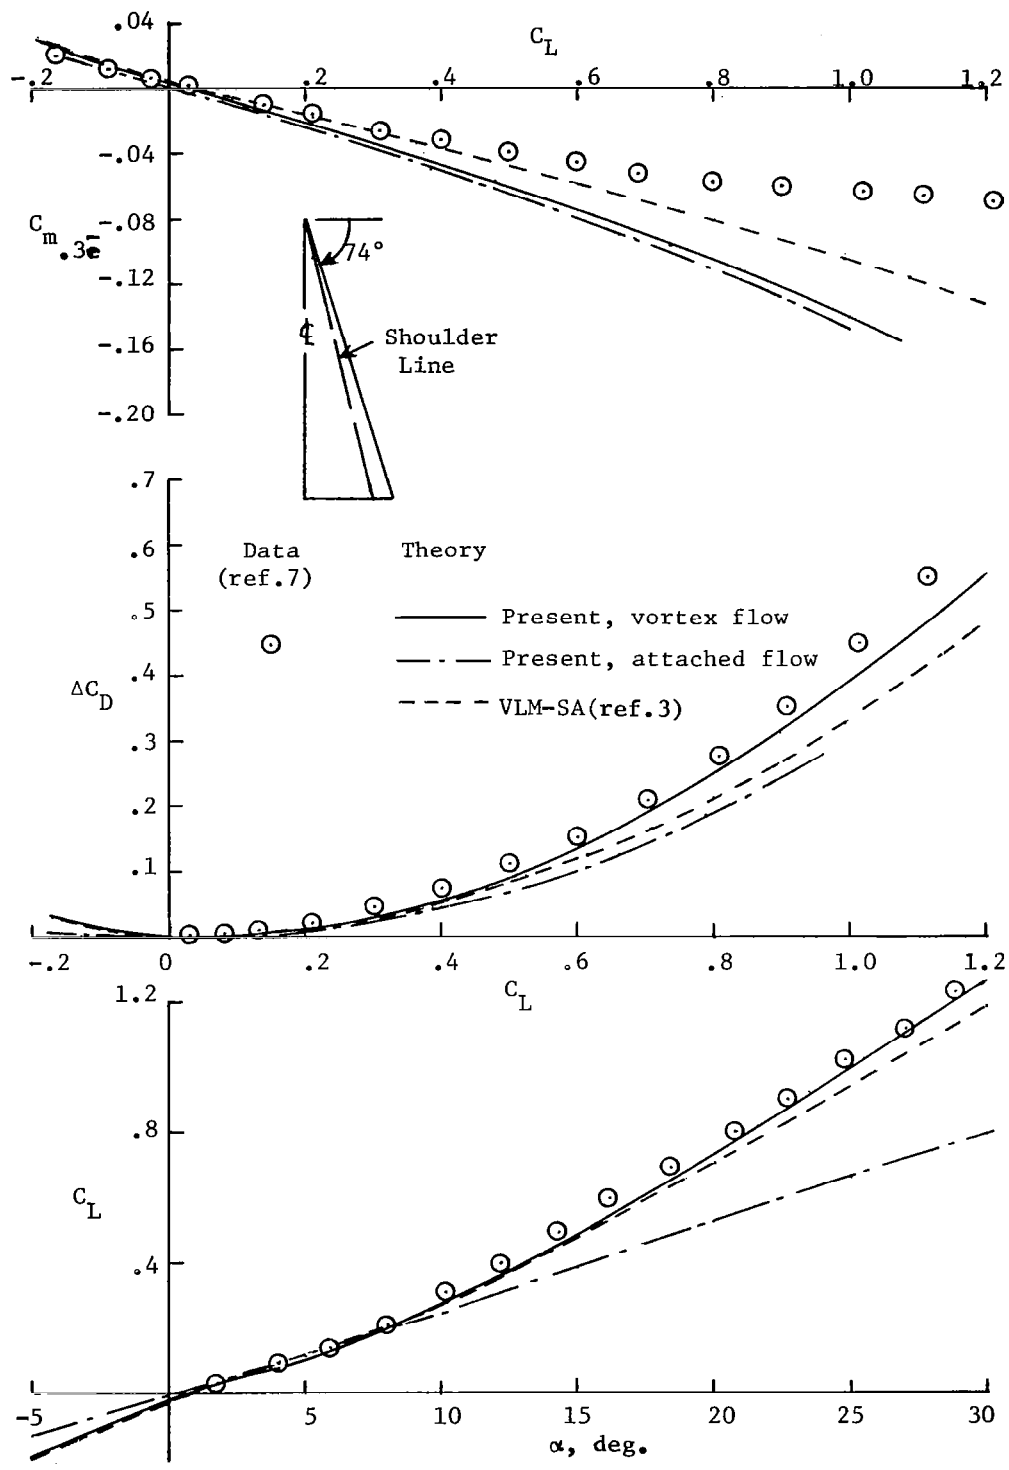 .04
C_L
-.2 .2 .4 .6 .8 1.0 1.2
-.04
C_m .3c̄
-.08
-.12
-.16
-.20
74°
℄
Shoulder
Line
.7
.6
.5
.4
.3
.2
.1
ΔC_D
Data
(ref.7)
Theory
Present, vortex flow
Present, attached flow
VLM-SA(ref.3)
-.2 0 .2 .4 .6 .8 1.0 1.2
C_L
1.2
.8
C_L
.4
-5 5 10 15 20 25 30
α, deg.